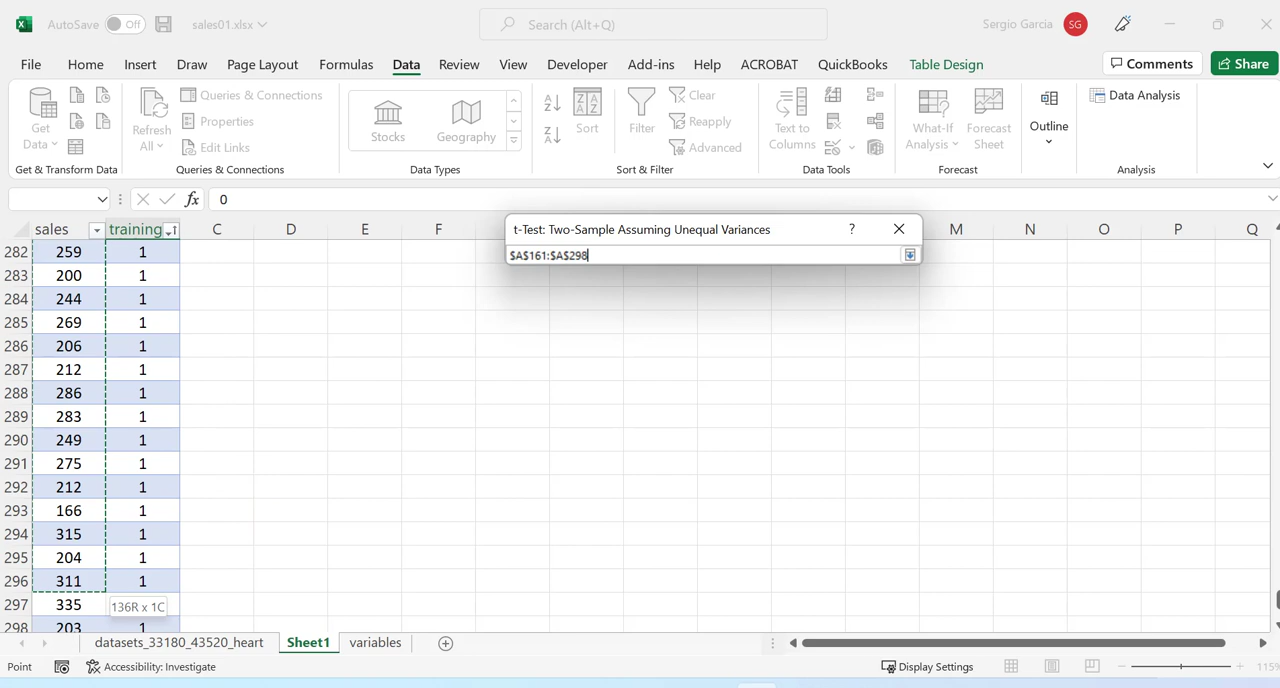 AutoSave Off sales01.xlsx Search (Alt+Q) Sergio Garcia SG
File Home Insert Draw Page Layout Formulas Data Review View Developer Add-ins Help ACROBAT QuickBooks Table Design Comments Share
Get Data
Get & Transform Data
Refresh All
Queries & Connections
Properties
Edit Links
Queries & Connections
Stocks Geography
Data Types
Sort
Filter
Clear
Reapply
Advanced
Sort & Filter
Text to Columns
Data Tools
What-If Analysis
Forecast Sheet
Forecast
Outline
Data Analysis
Analysis
fx 0
sales training C D E F M N O P Q
t-Test: Two-Sample Assuming Unequal Variances ?
$A$161:$A$298
282 259 1
283 200 1
284 244 1
285 269 1
286 206 1
287 212 1
288 286 1
289 283 1
290 249 1
291 275 1
292 212 1
293 166 1
294 315 1
295 204 1
296 311 1
297 335 136R x 1C
298 203 1
datasets_33180_43520_heart Sheet1 variables
Point Accessibility: Investigate Display Settings 115%